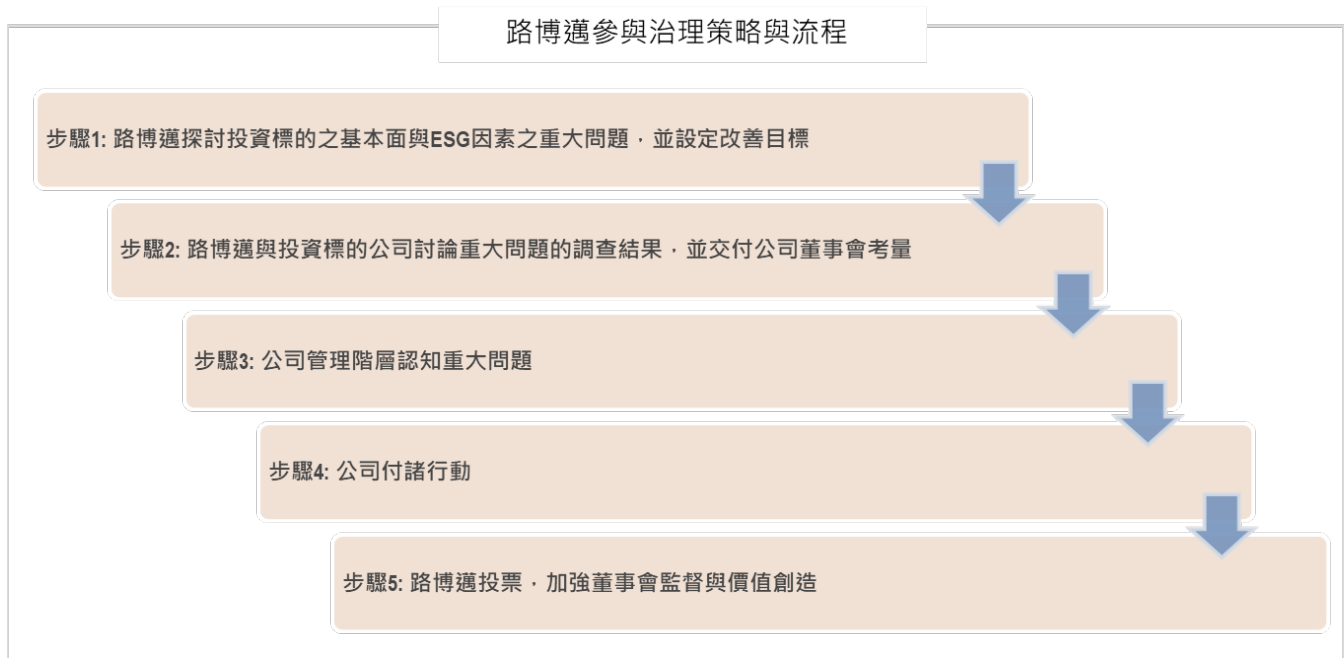 路博邁參與治理策略與流程
步驟1: 路博邁探討投資標的之基本面與ESG因素之重大問題，並設定改善目標
步驟2: 路博邁與投資標的公司討論重大問題的調查結果，並交付公司董事會考量
步驟3: 公司管理階層認知重大問題
步驟4: 公司付諸行動
步驟5: 路博邁投票，加強董事會監督與價值創造